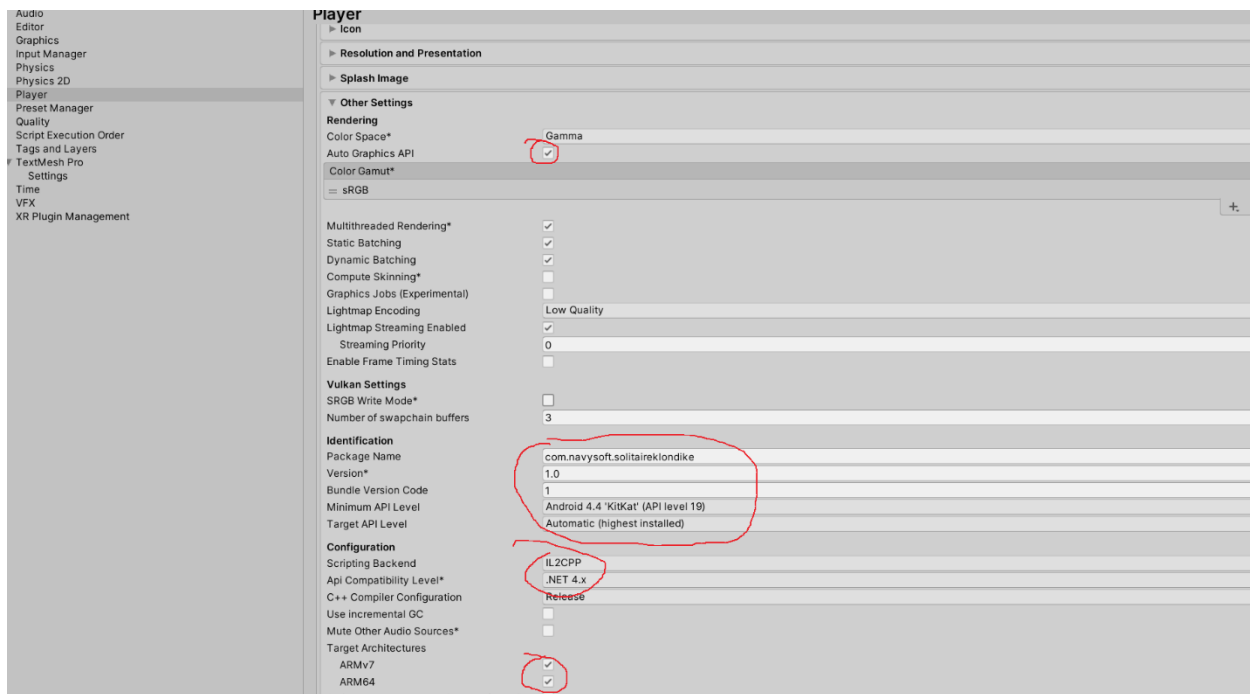 Audio
Editor
Graphics
Input Manager
Physics
Physics 2D
Player
Preset Manager
Quality
Script Execution Order
Tags and Layers
TextMesh Pro
Settings
Time
VFX
XR Plugin Management
Player
Icon
Resolution and Presentation
Splash Image
Other Settings
Rendering
Color Space* Gamma
Auto Graphics API
Color Gamut*
= sRGB
Multithreaded Rendering*
Static Batching
Dynamic Batching
Compute Skinning*
Graphics Jobs (Experimental)
Lightmap Encoding Low Quality
Lightmap Streaming Enabled
Streaming Priority 0
Enable Frame Timing Stats
Vulkan Settings
SRGB Write Mode*
Number of swapchain buffers 3
Identification
Package Name com.navysoft.solitaireklondike
Version* 1.0
Bundle Version Code 1
Minimum API Level Android 4.4 'KitKat' (API level 19)
Target API Level Automatic (highest installed)
Configuration
Scripting Backend IL2CPP
Api Compatibility Level* .NET 4.x
C++ Compiler Configuration Release
Use incremental GC
Mute Other Audio Sources*
Target Architectures
ARMv7
ARM64